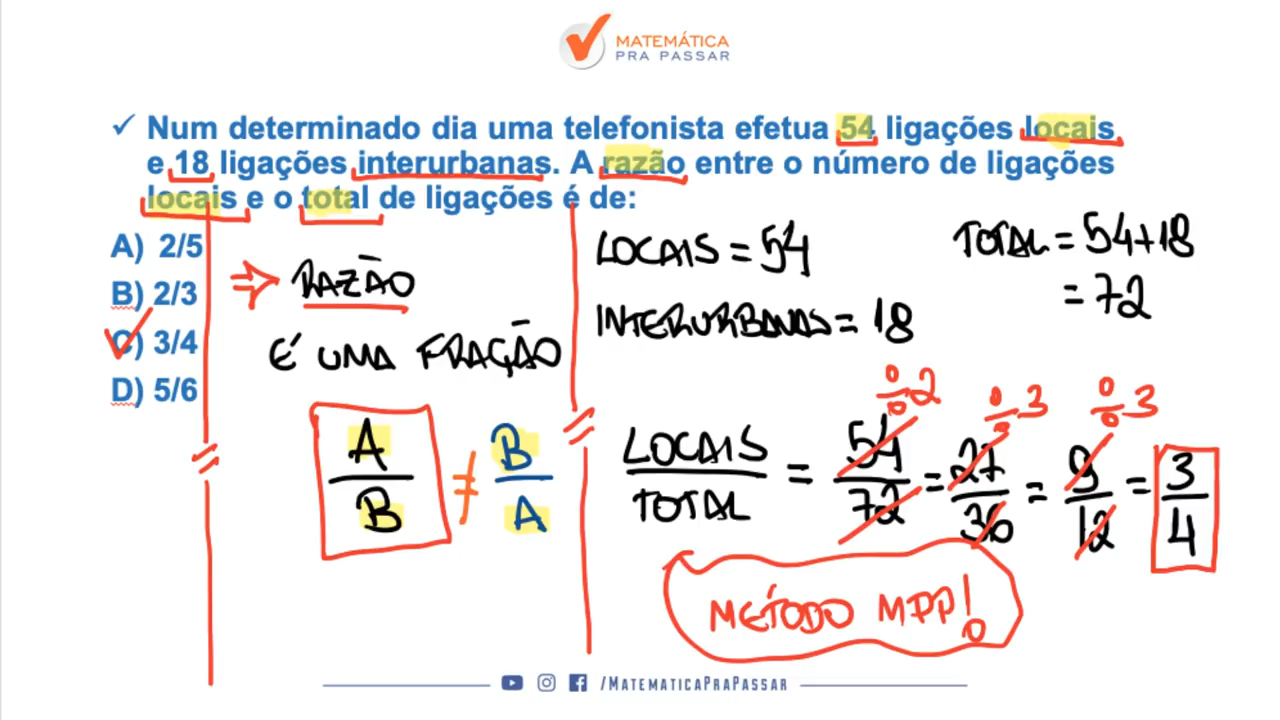 MATEMÁTICA
PRA PASSAR
✓ Num determinado dia uma telefonista efetua 54 ligações locais
e 18 ligações interurbanas. A razão entre o número de ligações
locais e o total de ligações é de:
A) 2/5
B) 2/3
C) 3/4
D) 5/6
⇒ RAZÃO
É UMA FRAÇÃO
A/B ≠ B/A
LOCAIS = 54
INTERURBANAS = 18
TOTAL = 54+18
= 72
÷2 ÷3 ÷3
LOCAIS/TOTAL = 54/72 = 27/36 = 9/12 = 3/4
MÉTODO MPP!
/MATEMATICAPRAPASSAR